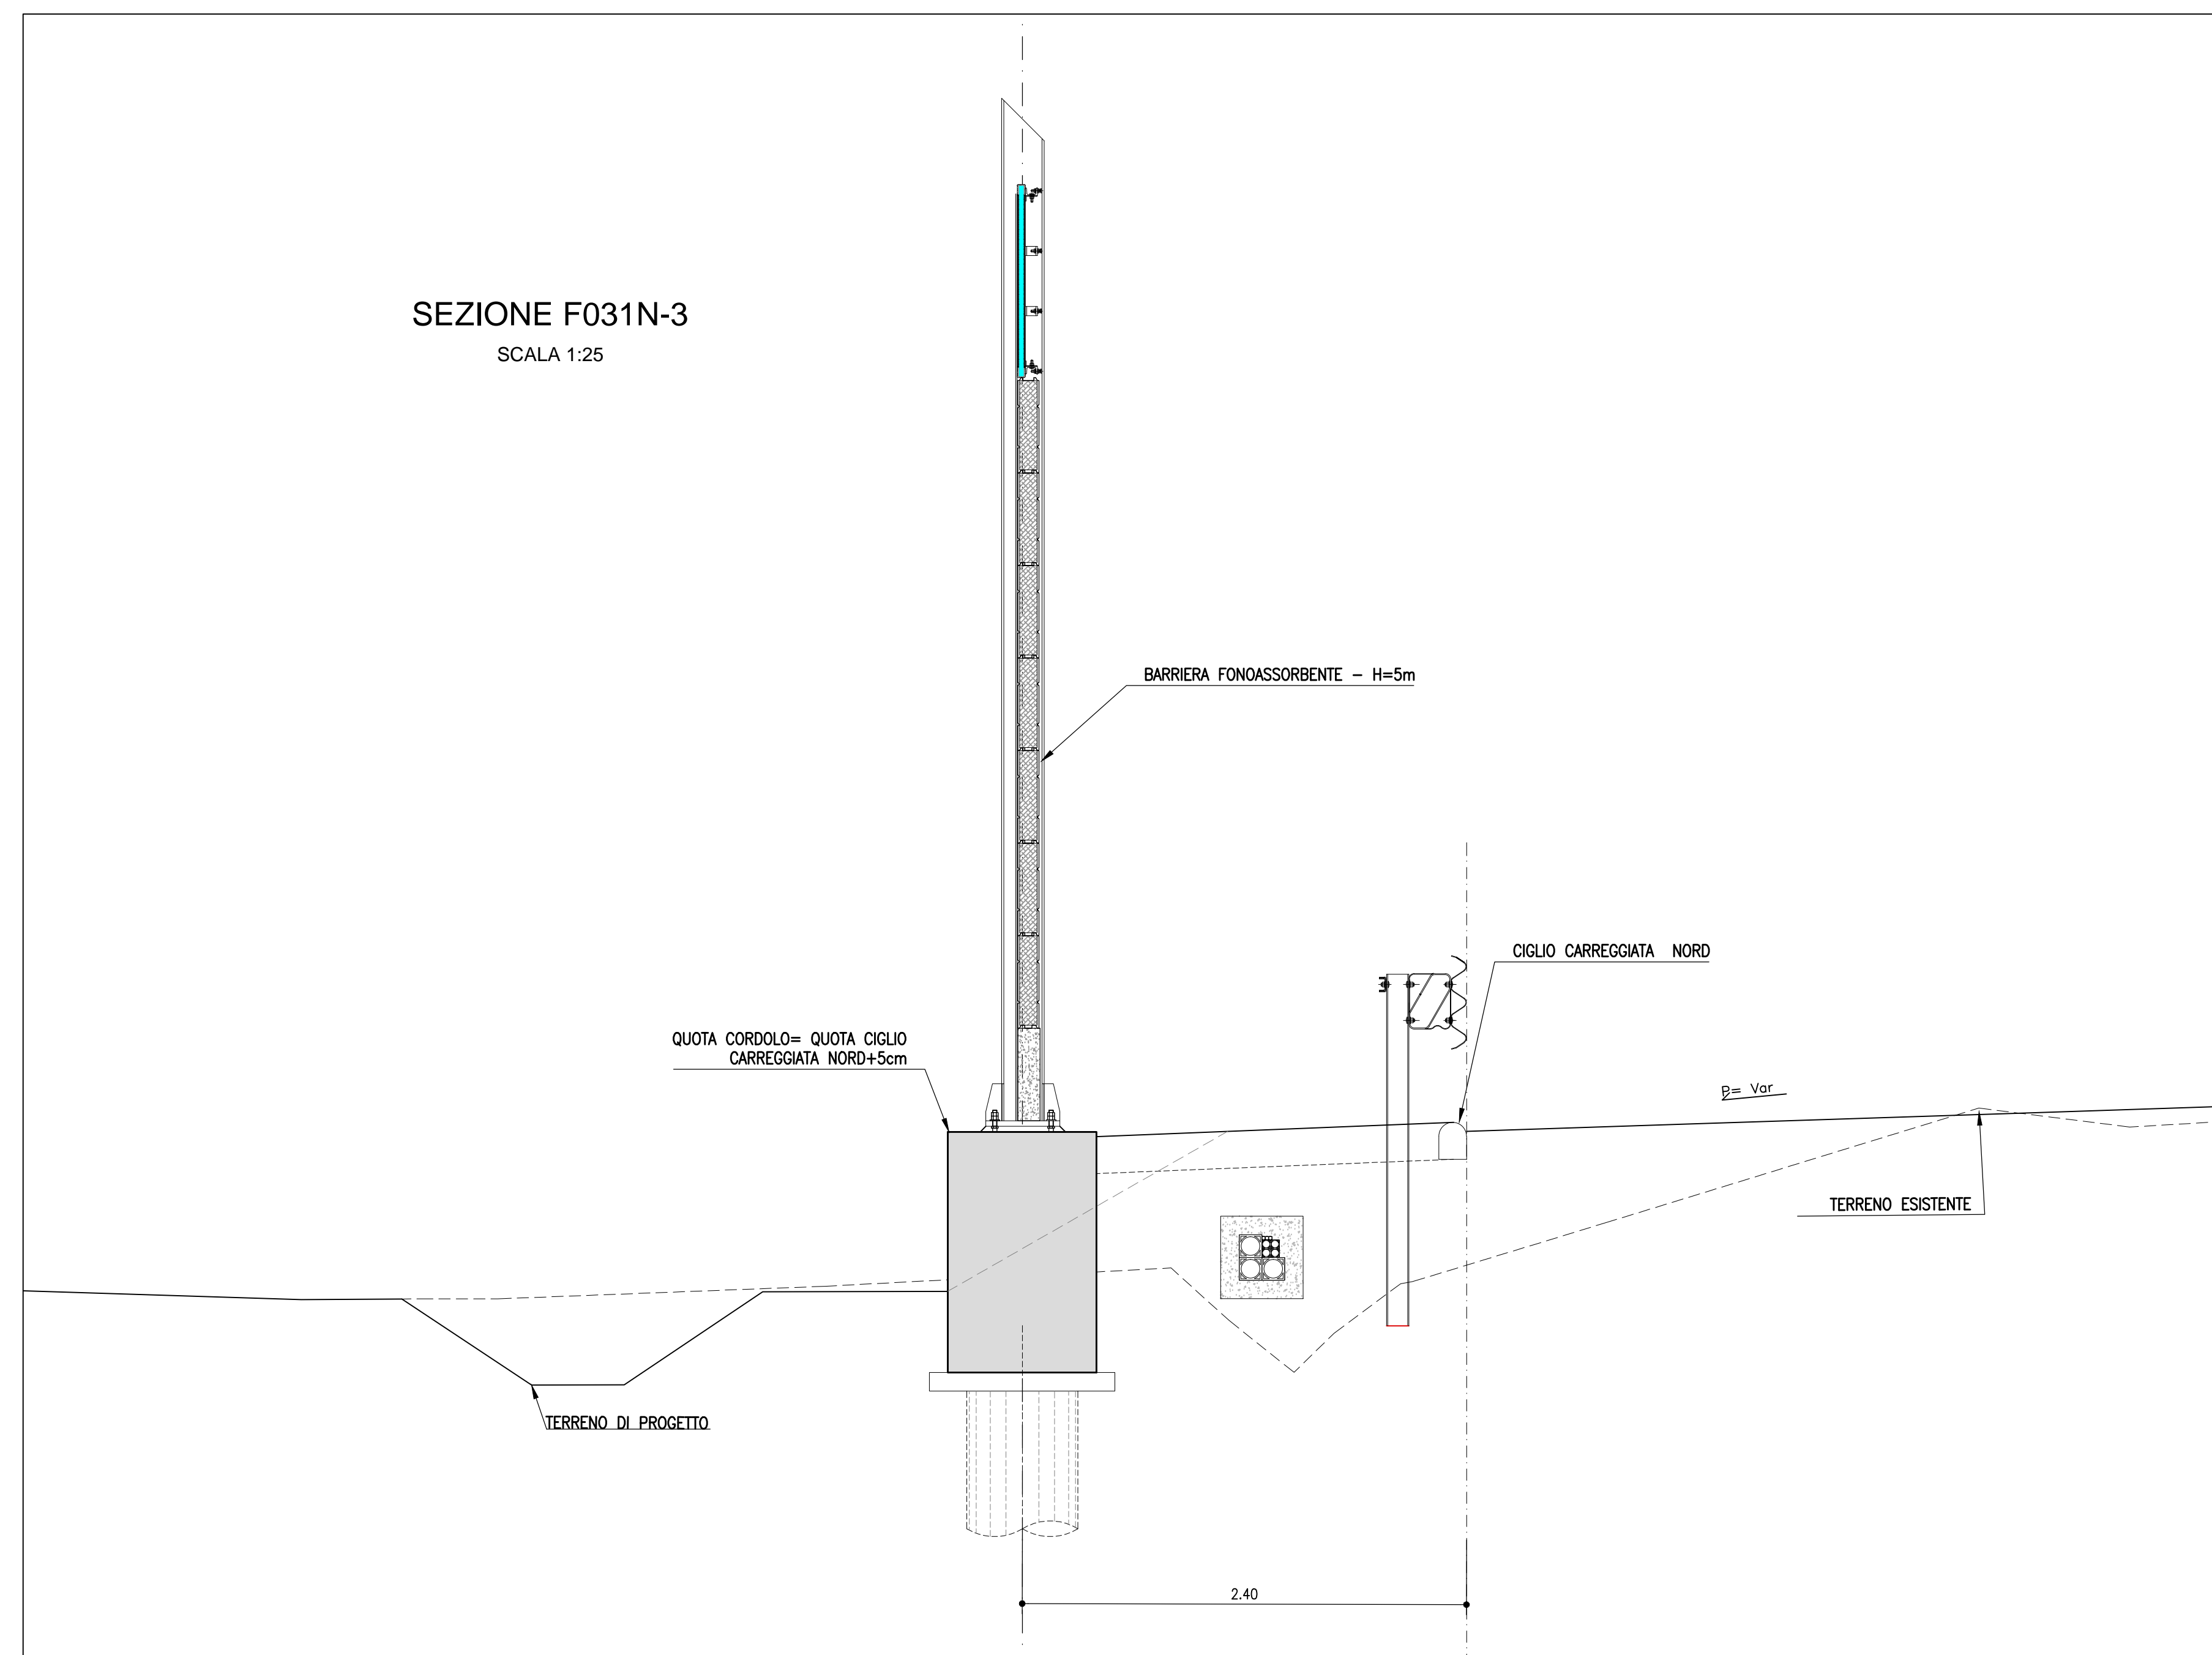 SEZIONE F031N-3
SCALA 1:25
BARRIERA FONOASSORBENTE - H=5m
CIGLIO CARREGGIATA NORD
QUOTA CORDOLO= QUOTA CIGLIO
CARREGGIATA NORD+5cm
P= Var
TERRENO ESISTENTE
TERRENO DI PROGETTO
2.40